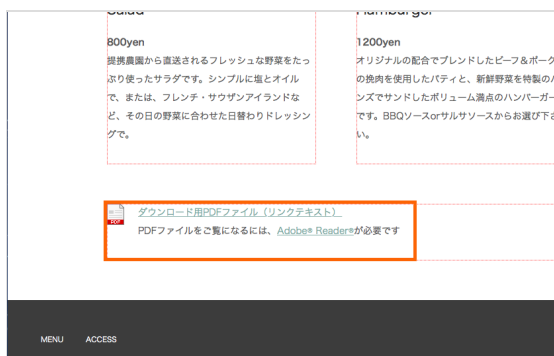 Salad
800yen
提携農園から直送されるフレッシュな野菜をたっ
ぷり使ったサラダです。シンプルに塩とオイル
で、または、フレンチ・サウザンアイランドな
ど、その日の野菜に合わせた日替わりドレッシン
グで。
Hamburger
1200yen
オリジナルの配合でブレンドしたビーフ＆ポーク
の挽肉を使用したパティと、新鮮野菜を特製の
ンズでサンドしたボリューム満点のハンバーガー
です。BBQソースorサルサソースからお選び下さ
い。
PDF
ダウンロード用PDFファイル（リンクテキスト）
PDFファイルをご覧になるには、Adobe® Reader®が必要です
MENU ACCESS